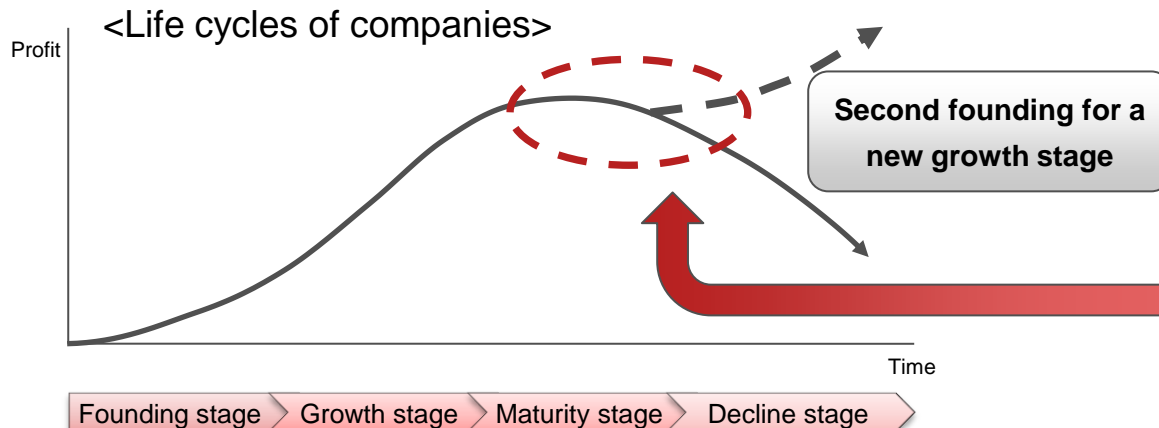 <Life cycles of companies>
Profit
Second founding for a
new growth stage
Time
Founding stage
Growth stage
Maturity stage
Decline stage